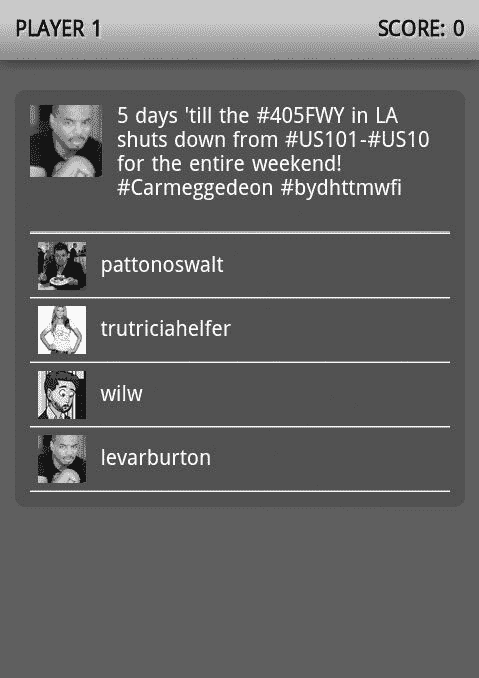 PLAYER 1
SCORE: 0
5 days 'till the #405FWY in LA
shuts down from #US101-#US10
for the entire weekend!
#Carmeggedeon #bydhttmwfi
pattonoswalt
trutriciahelfer
wilw
levarburton